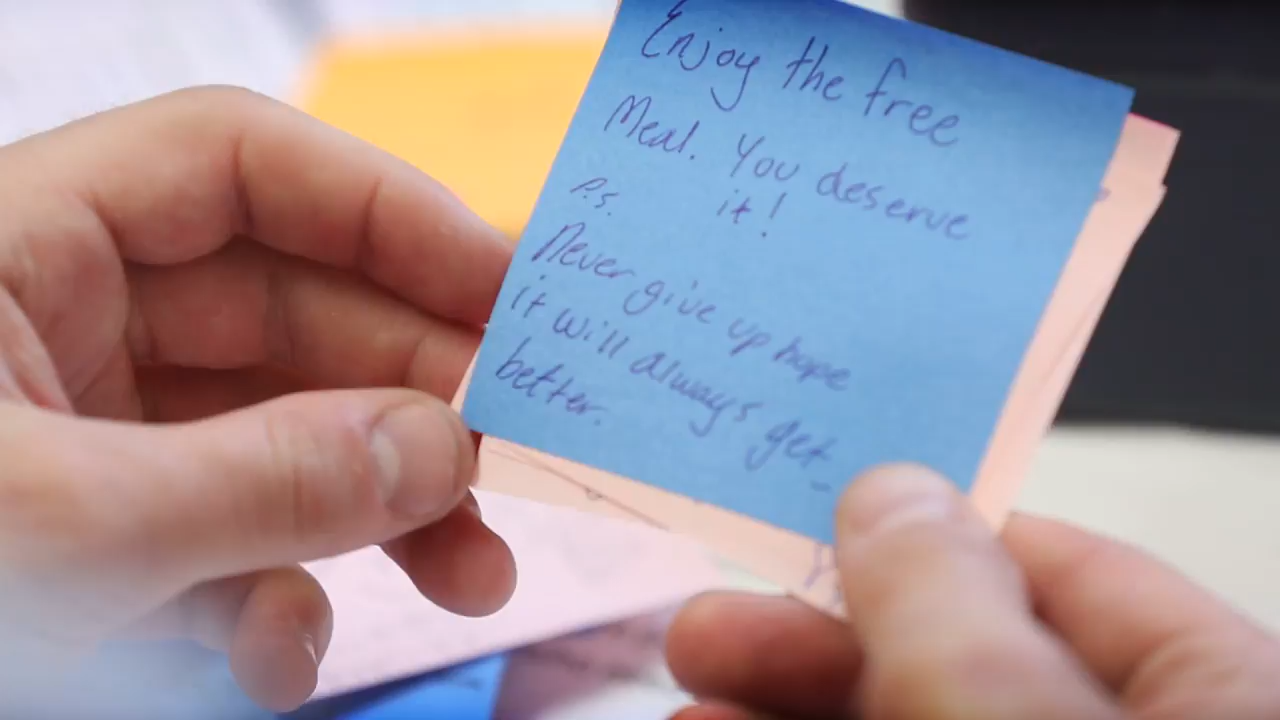 Enjoy the free
Meal. You deserve
it!
P.S.
Never give up hope
it will always get
better.